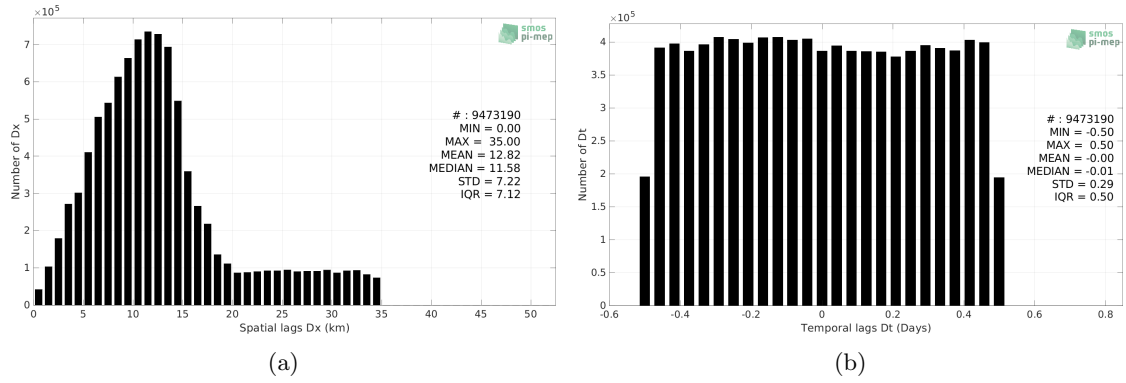 ×10⁵
7
6
5
4
3
2
1
0
Number of Dx
0 5 10 15 20 25 30 35 40 45 50
Spatial lags Dx (km)
smos
pi-mep
# : 9473190
MIN = 0.00
MAX = 35.00
MEAN = 12.82
MEDIAN = 11.58
STD = 7.22
IQR = 7.12
(a)
×10⁵
4
3.5
3
2.5
2
1.5
1
0.5
0
Number of Dt
-0.6 -0.4 -0.2 0 0.2 0.4 0.6 0.8
Temporal lags Dt (Days)
smos
pi-mep
# : 9473190
MIN = -0.50
MAX = 0.50
MEAN = -0.00
MEDIAN = -0.01
STD = 0.29
IQR = 0.50
(b)